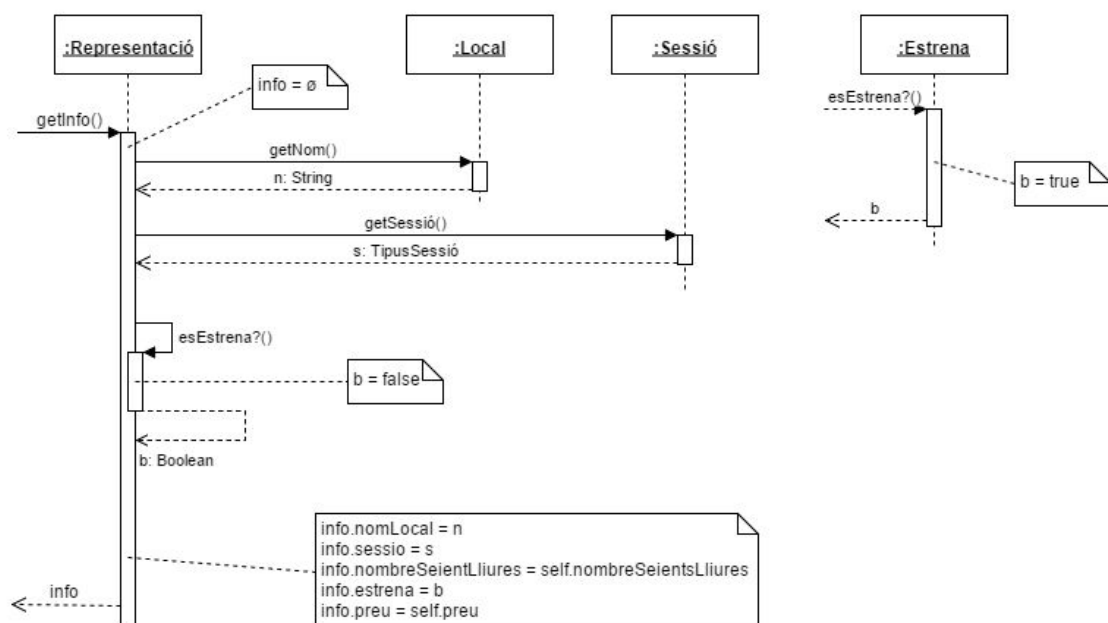 :Representació
:Local
:Sessió
:Estrena
info = ø
esEstrena?()
getInfo()
getNom()
n: String
b = true
b
getSessió()
s: TipusSessió
esEstrena?()
b = false
b: Boolean
info.nomLocal = n
info.sessio = s
info.nombreSeientLliures = self.nombreSeientsLliures
info.estrena = b
info.preu = self.preu
info